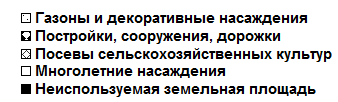 Газоны и декоративные насаждения
Постройки, сооружения, дорожки
Посевы сельскохозяйственных культур
Многолетние насаждения
Неиспользуемая земельная площадь